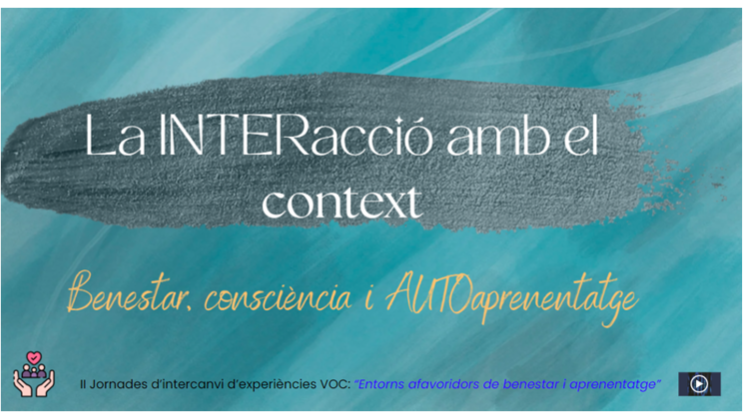 La INTERacció amb el
context
Benestar, consciència i AUTOaprenentatge
II Jornades d'intercanvi d'experiències VOC: "Entorns afavoridors de benestar i aprenentatge"